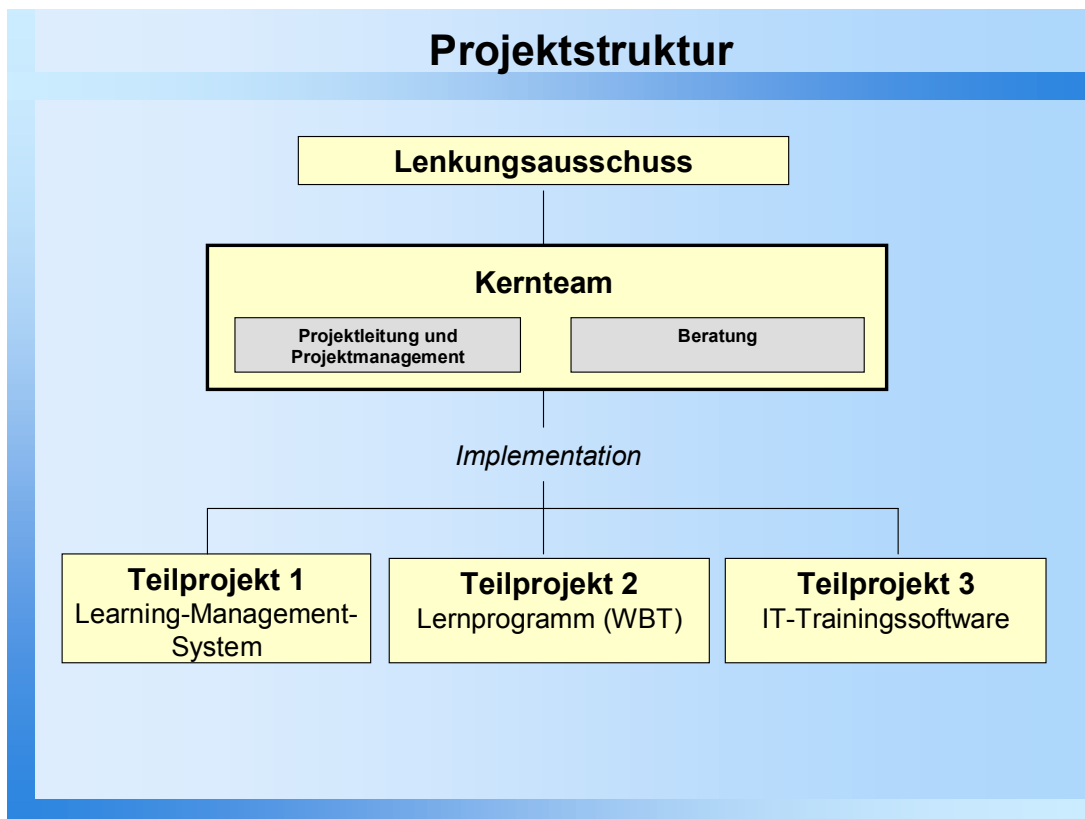 Projektstruktur
Lenkungsausschuss
Kernteam
Projektleitung und
Projektmanagement
Beratung
Implementation
Teilprojekt 1
Learning-Management-
System
Teilprojekt 2
Lernprogramm (WBT)
Teilprojekt 3
IT-Trainingssoftware